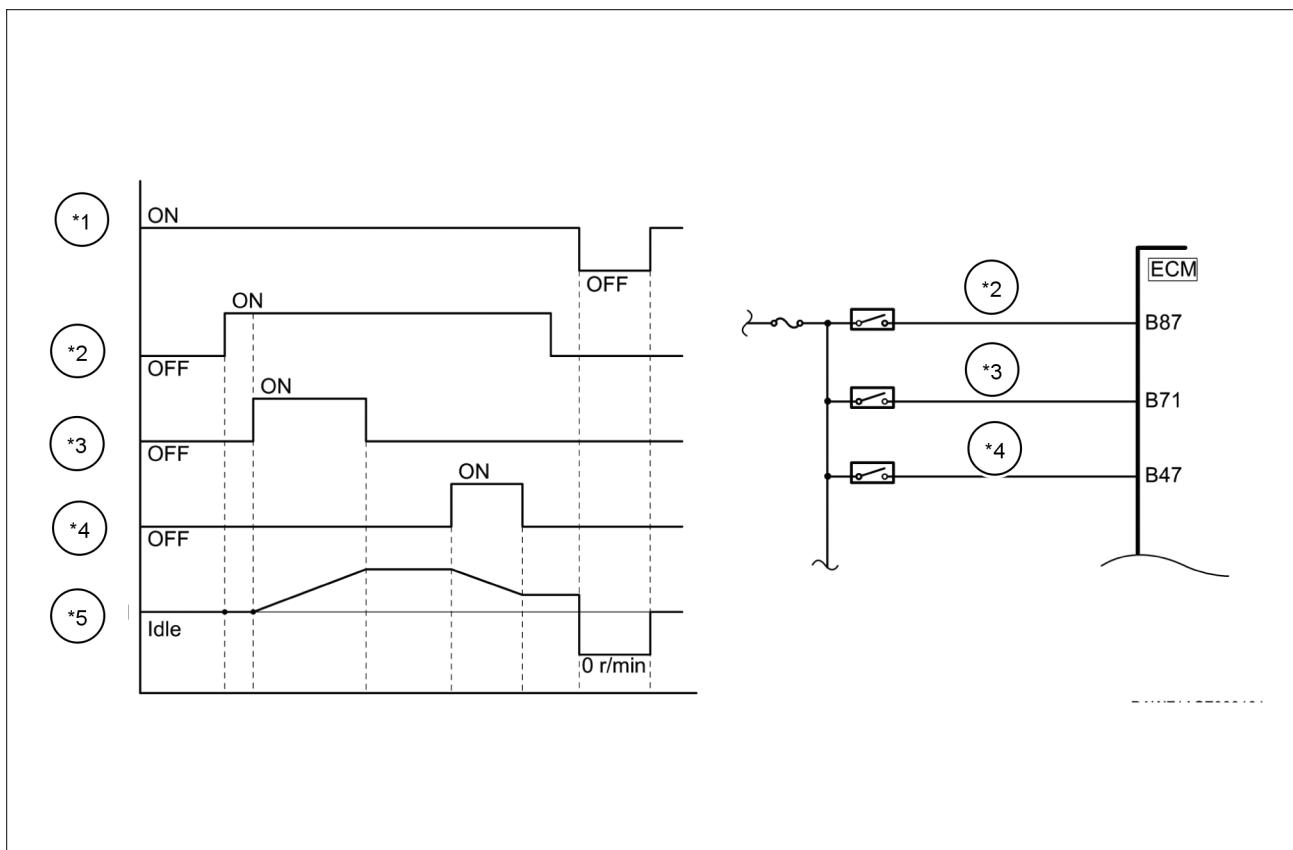 *1
ON
OFF
*2
ON
OFF
*3
ON
OFF
*4
ON
OFF
*5
Idle
0 r/min
ECM
*2
B87
*3
B71
*4
B47